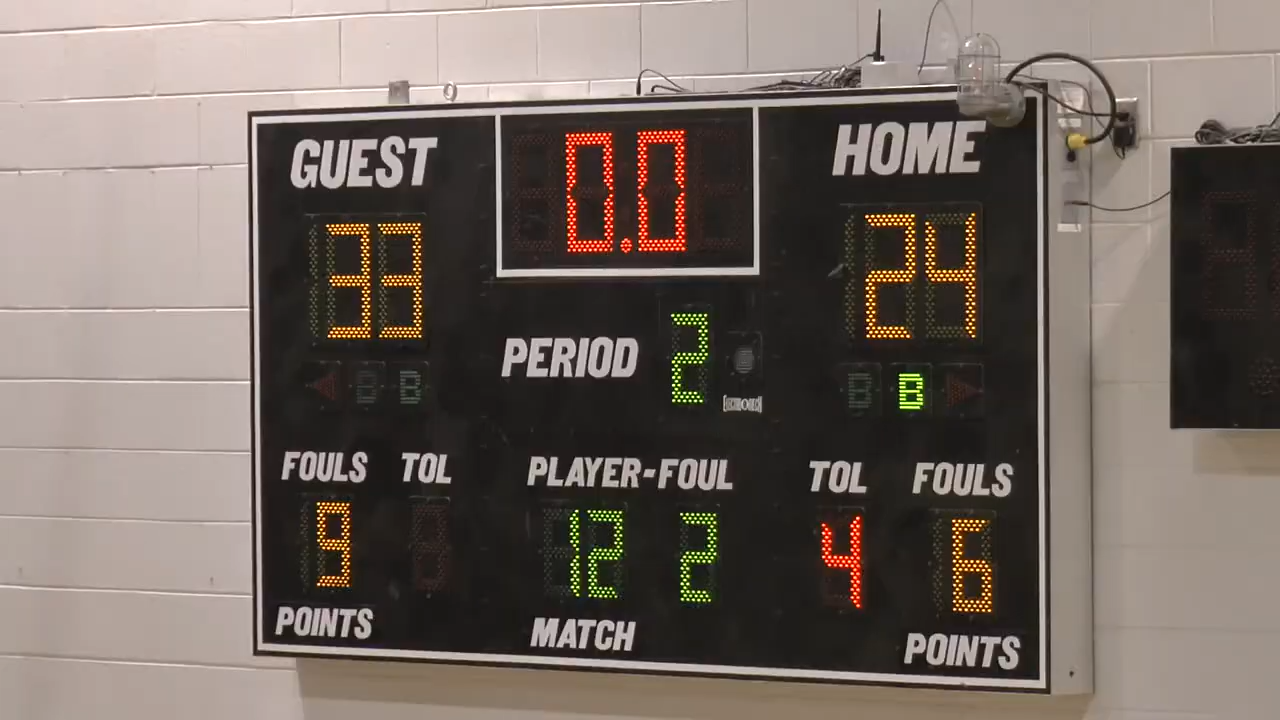 GUEST 0.0 HOME
33 24
PERIOD 2
B B B B
FOULS TOL PLAYER-FOUL TOL FOULS
9 12 2 4 6
POINTS MATCH POINTS